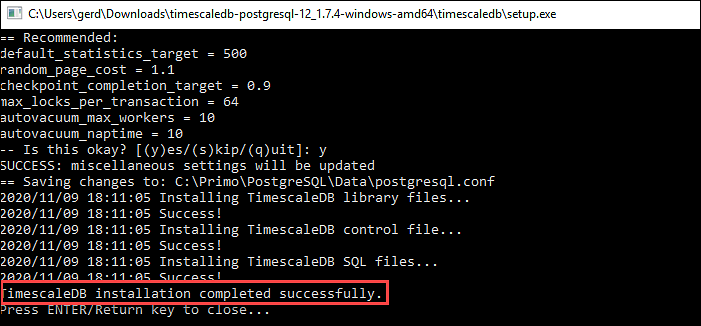 C:\Users\gerd\Downloads\timescaledb-postgresql-12_1.7.4-windows-amd64\timescaledb\setup.exe
== Recommended:
default_statistics_target = 500
random_page_cost = 1.1
checkpoint_completion_target = 0.9
max_locks_per_transaction = 64
autovacuum_max_workers = 10
autovacuum_naptime = 10
-- Is this okay? [(y)es/(s)kip/(q)uit]: y
SUCCESS: miscellaneous settings will be updated
== Saving changes to: C:\Primo\PostgreSQL\Data\postgresql.conf
2020/11/09 18:11:05 Installing TimescaleDB library files...
2020/11/09 18:11:05 Success!
2020/11/09 18:11:05 Installing TimescaleDB control file...
2020/11/09 18:11:05 Success!
2020/11/09 18:11:05 Installing TimescaleDB SQL files...
2020/11/09 18:11:05 Success!
TimescaleDB installation completed successfully.
Press ENTER/Return key to close...